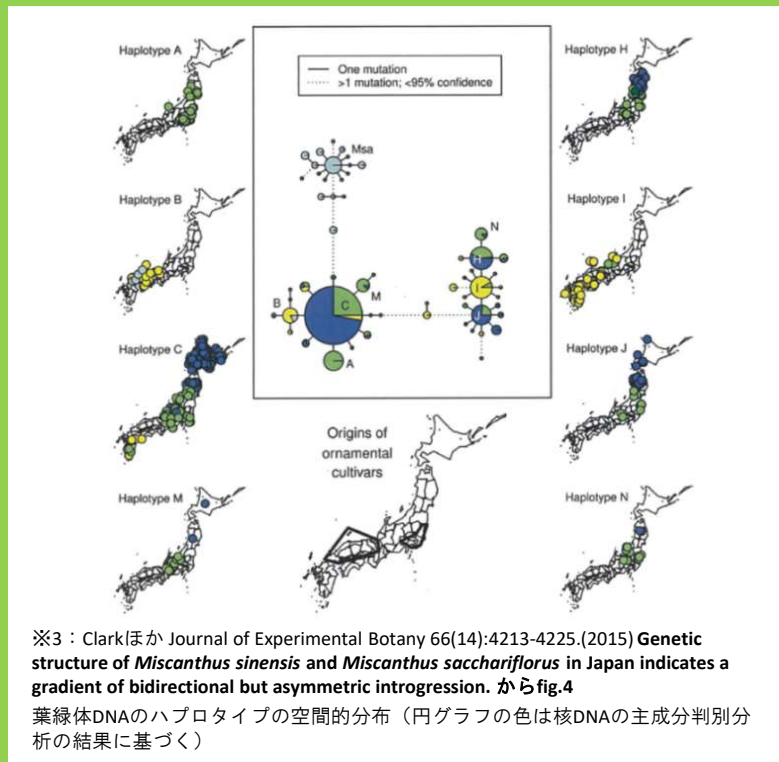 Haplotype A
Haplotype H
One mutation
>1 mutation; <95% confidence
Msa
Haplotype B
Haplotype I
N
H
I
J
M
C
B
A
Haplotype C
Haplotype J
Origins of
ornamental
cultivars
Haplotype M
Haplotype N
※3：Clarkほか Journal of Experimental Botany 66(14):4213-4225.(2015) Genetic
structure of Miscanthus sinensis and Miscanthus sacchariflorus in Japan indicates a
gradient of bidirectional but asymmetric introgression. からfig.4
葉緑体DNAのハプロタイプの空間的分布（円グラフの色は核DNAの主成分判別分
析の結果に基づく）